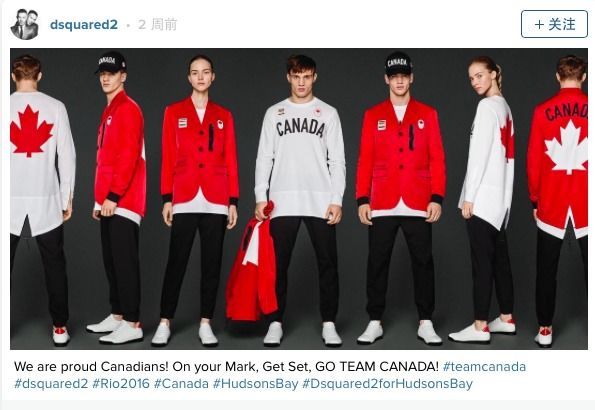 dsquared2 • 2 周前
+ 关注
CANADA
CANADA
CANADA
CANADA
We are proud Canadians! On your Mark, Get Set, GO TEAM CANADA! #teamcanada
#dsquared2 #Rio2016 #Canada #HudsonsBay #Dsquared2forHudsonsBay